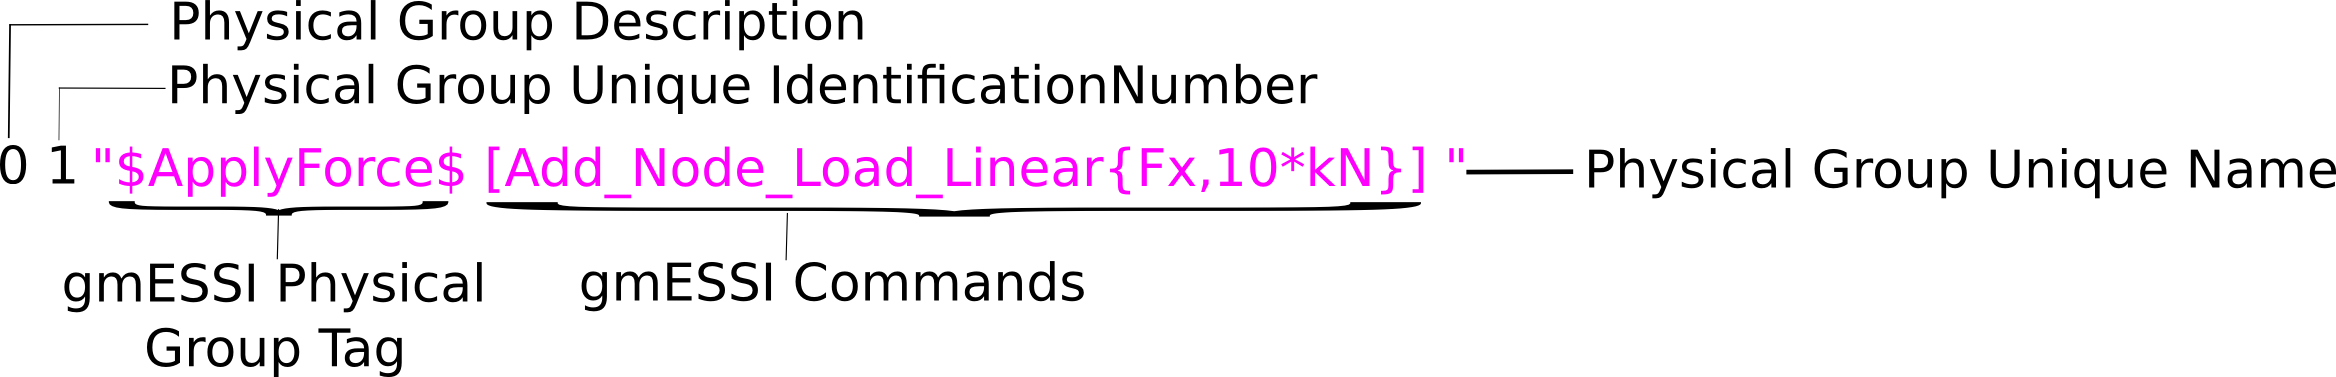 Physical Group Description
Physical Group Unique IdentificationNumber
0 1 "$ApplyForce$ [Add_Node_Load_Linear{Fx,10*kN}] " Physical Group Unique Name
gmESSI Physical
Group Tag
gmESSI Commands